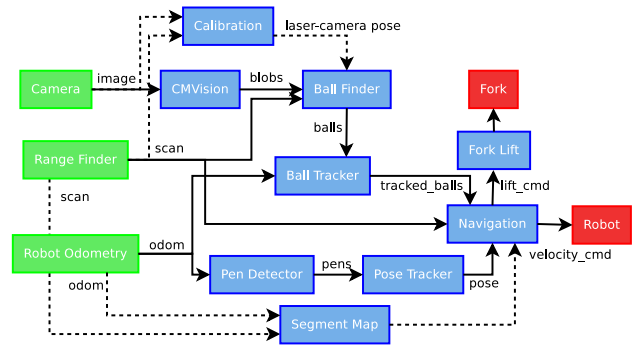 Calibration
laser-camera pose
Camera
image
CMVision
blobs
Ball Finder
Fork
balls
Range Finder
scan
Fork Lift
scan
Ball Tracker
tracked_balls
lift_cmd
Navigation
Robot
Robot Odometry
odom
velocity_cmd
odom
Pen Detector
pens
Pose Tracker
pose
Segment Map